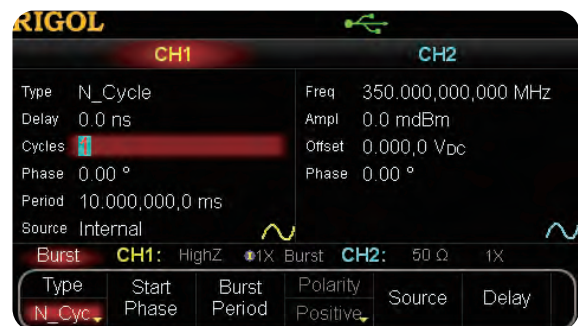 RIGOL
CH1 CH2
Type N_Cycle
Delay 0.0 ns
Cycles 1
Phase 0.00 °
Period 10.000,000,0 ms
Source Internal
Freq 350.000,000,000 MHz
Ampl 0.0 mdBm
Offset 0.000,0 VDC
Phase 0.00 °
Burst CH1: HighZ 1X Burst CH2: 50 Ω 1X
Type N_Cyc
Start Phase
Burst Period
Polarity Positive
Source
Delay